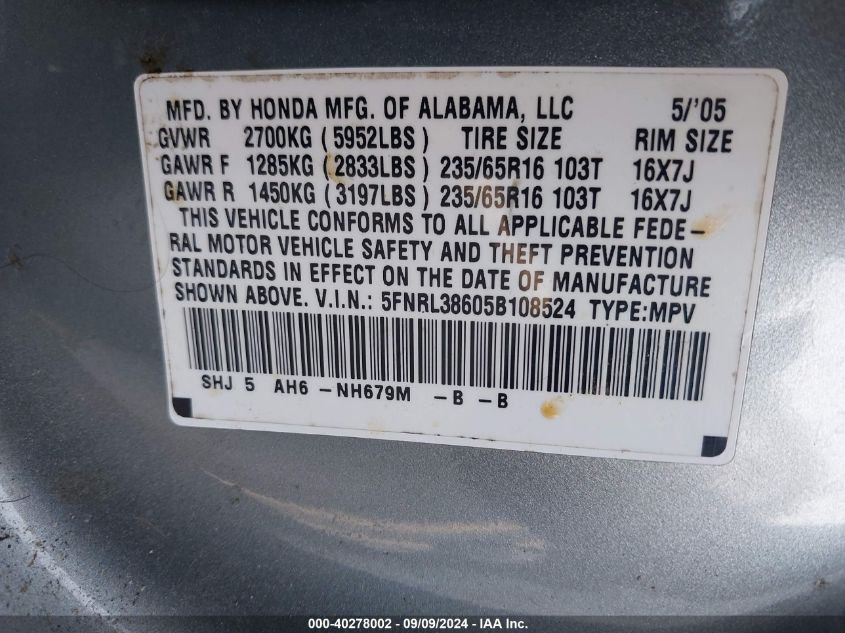 MFD. BY HONDA MFG. OF ALABAMA, LLC 5/'05
GVWR 2700KG (5952LBS) TIRE SIZE RIM SIZE
GAWR F 1285KG (2833LBS) 235/65R16 103T 16X7J
GAWR R 1450KG (3197LBS) 235/65R16 103T 16X7J
THIS VEHICLE CONFORMS TO ALL APPLICABLE FEDE-
RAL MOTOR VEHICLE SAFETY AND THEFT PREVENTION
STANDARDS IN EFFECT ON THE DATE OF MANUFACTURE
SHOWN ABOVE. V.I.N.: 5FNRL38605B108524 TYPE:MPV
SHJ 5 AH6 -NH679M -B -B
000-40278002 - 09/09/2024 - IAA Inc.